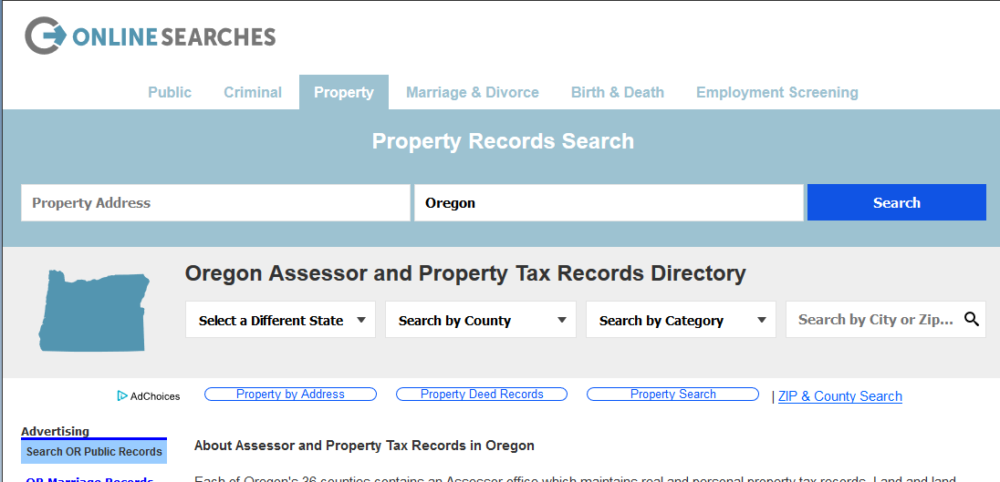 ONLINE SEARCHES
Public Criminal Property Marriage & Divorce Birth & Death Employment Screening
Property Records Search
Property Address Oregon Search
Oregon Assessor and Property Tax Records Directory
Select a Different State Search by County Search by Category Search by City or Zip...
AdChoices Property by Address Property Deed Records Property Search | ZIP & County Search
Advertising
Search OR Public Records
About Assessor and Property Tax Records in Oregon
OR Marriage Records
Each of Oregon's 36 counties contains an Assessor office which maintains real and personal property tax records. Land and land